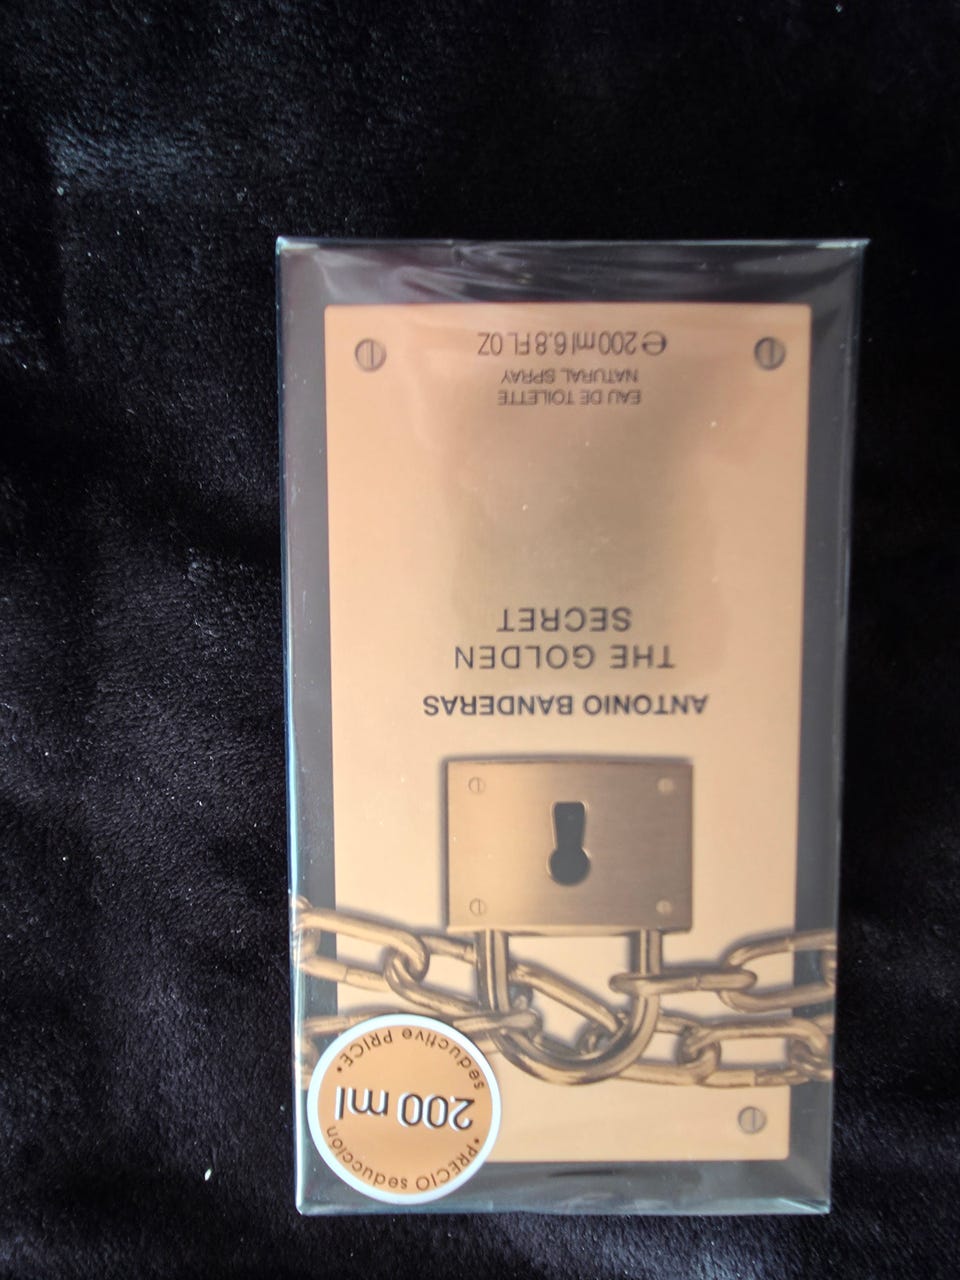 •PRECIO seducción
200 ml
seductive PRICE•
ANTONIO BANDERAS
THE GOLDEN
SECRET
EAU DE TOILETTE
NATURAL SPRAY
℮200 ml 6.8 FL.OZ